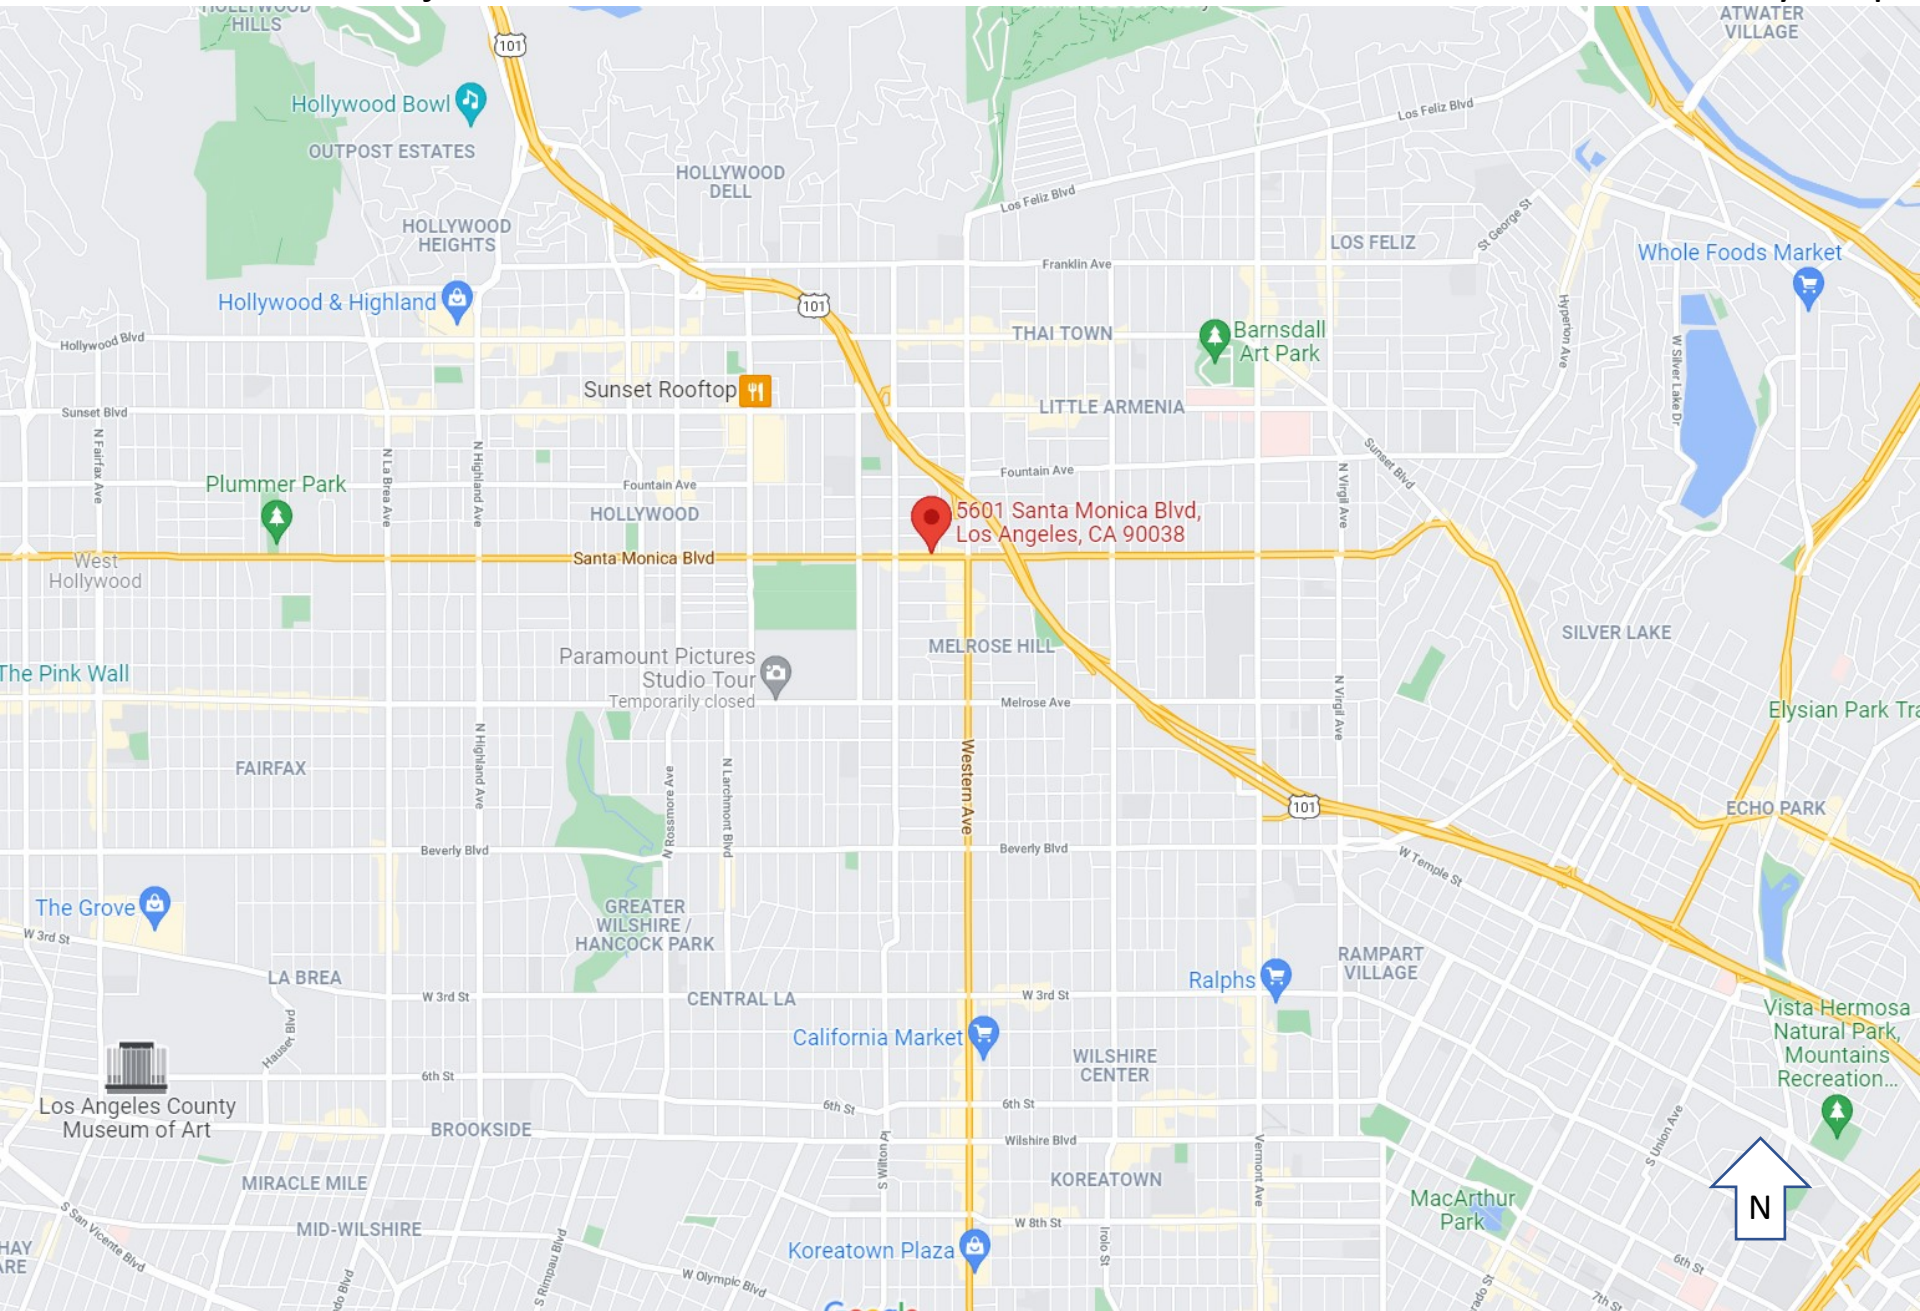 HOLLYWOOD
HILLS
ATWATER
VILLAGE
101
Hollywood Bowl
OUTPOST ESTATES
Los Feliz Blvd
HOLLYWOOD
DELL
Los Feliz Blvd
St George St
HOLLYWOOD
HEIGHTS
LOS FELIZ
Whole Foods Market
Franklin Ave
Hollywood & Highland
101
Hyperion Ave
Hollywood Blvd
THAI TOWN
Barnsdall
Art Park
W Silver Lake Dr
Sunset Rooftop
Sunset Blvd
LITTLE ARMENIA
Sunset Blvd
N Fairfax Ave
N La Brea Ave
N Highland Ave
Fountain Ave
Plummer Park
Fountain Ave
N Virgil Ave
HOLLYWOOD
5601 Santa Monica Blvd,
Los Angeles, CA 90038
West
Hollywood
Santa Monica Blvd
SILVER LAKE
MELROSE HILL
The Pink Wall
Paramount Pictures
Studio Tour
Temporarily closed
Melrose Ave
N Virgil Ave
Elysian Park Tra
FAIRFAX
N Highland Ave
N Rossmore Ave
N Larchmont Blvd
Western Ave
101
ECHO PARK
Beverly Blvd
Beverly Blvd
W Temple St
The Grove
W 3rd St
GREATER
WILSHIRE /
HANCOCK PARK
RAMPART
VILLAGE
LA BREA
W 3rd St
CENTRAL LA
W 3rd St
Ralphs
Hauser Blvd
California Market
Vista Hermosa
Natural Park,
Mountains
Recreation...
WILSHIRE
CENTER
6th St
6th St
6th St
Los Angeles County
Museum of Art
BROOKSIDE
Wilshire Blvd
S Union Ave
S Wilton Pl
Vermont Ave
MIRACLE MILE
KOREATOWN
MacArthur
Park
N
S San Vicente Blvd
MID-WILSHIRE
W 8th St
Irolo St
HAY
ARE
Koreatown Plaza
S Rimpau Blvd
W Olympic Blvd
6th St
do Blvd
rado St
7th St
Google